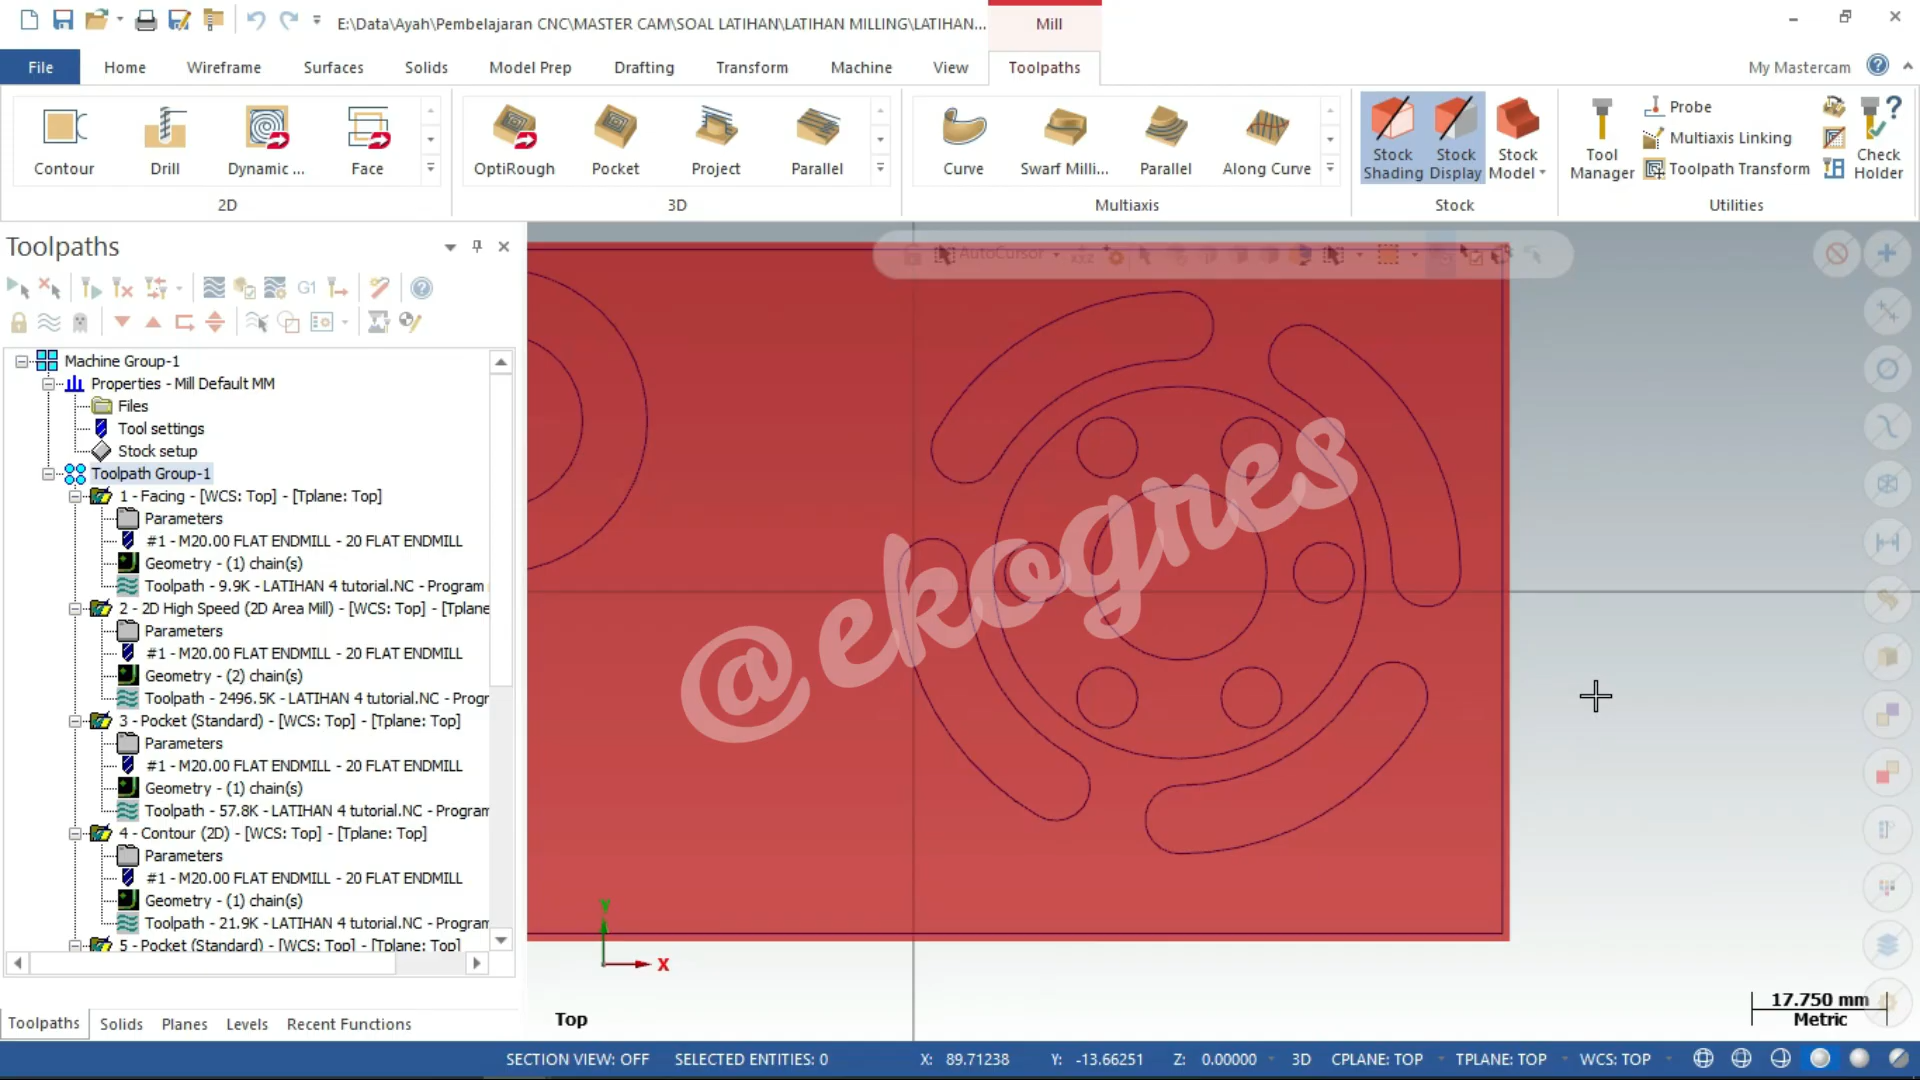 E:\Data\Ayah\Pembelajaran CNC\MASTER CAM\SOAL LATIHAN\LATIHAN MILLING\LATIHAN...
Mill
File
Home
Wireframe
Surfaces
Solids
Model Prep
Drafting
Transform
Machine
View
Toolpaths
My Mastercam
Contour
Drill
Dynamic ...
Face
2D
OptiRough
Pocket
Project
Parallel
3D
Curve
Swarf Milli...
Parallel
Along Curve
Multiaxis
Stock
Shading
Stock
Display
Stock
Model
Stock
Tool
Manager
Probe
Multiaxis Linking
Toolpath Transform
Check
Holder
Utilities
Toolpaths
G1
AutoCursor
Machine Group-1
Properties - Mill Default MM
Files
Tool settings
Stock setup
Toolpath Group-1
1 - Facing - [WCS: Top] - [Tplane: Top]
Parameters
#1 - M20.00 FLAT ENDMILL - 20 FLAT ENDMILL
Geometry - (1) chain(s)
Toolpath - 9.9K - LATIHAN 4 tutorial.NC - Program
2 - 2D High Speed (2D Area Mill) - [WCS: Top] - [Tplane
Parameters
#1 - M20.00 FLAT ENDMILL - 20 FLAT ENDMILL
Geometry - (2) chain(s)
Toolpath - 2496.5K - LATIHAN 4 tutorial.NC - Progr
3 - Pocket (Standard) - [WCS: Top] - [Tplane: Top]
Parameters
#1 - M20.00 FLAT ENDMILL - 20 FLAT ENDMILL
Geometry - (1) chain(s)
Toolpath - 57.8K - LATIHAN 4 tutorial.NC - Program
4 - Contour (2D) - [WCS: Top] - [Tplane: Top]
Parameters
#1 - M20.00 FLAT ENDMILL - 20 FLAT ENDMILL
Geometry - (1) chain(s)
Toolpath - 21.9K - LATIHAN 4 tutorial.NC - Program
5 - Pocket (Standard) - [WCS: Top] - [Tplane: Top]
@ekogres
Y
X
Top
17.750 mm
Metric
Toolpaths
Solids
Planes
Levels
Recent Functions
SECTION VIEW: OFF
SELECTED ENTITIES: 0
X: 89.71238
Y: -13.66251
Z: 0.00000
3D
CPLANE: TOP
TPLANE: TOP
WCS: TOP